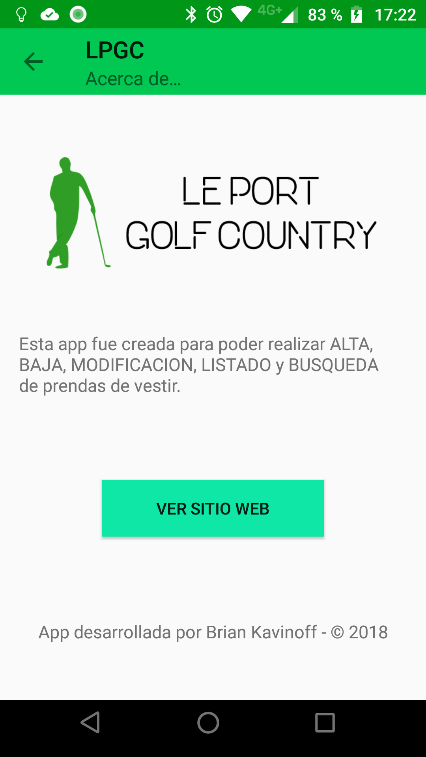 4G+ 83 % 17:22
LPGC
Acerca de...
LE PORT
GOLF COUNTRY
Esta app fue creada para poder realizar ALTA,
BAJA, MODIFICACION, LISTADO y BUSQUEDA
de prendas de vestir.
VER SITIO WEB
App desarrollada por Brian Kavinoff - © 2018